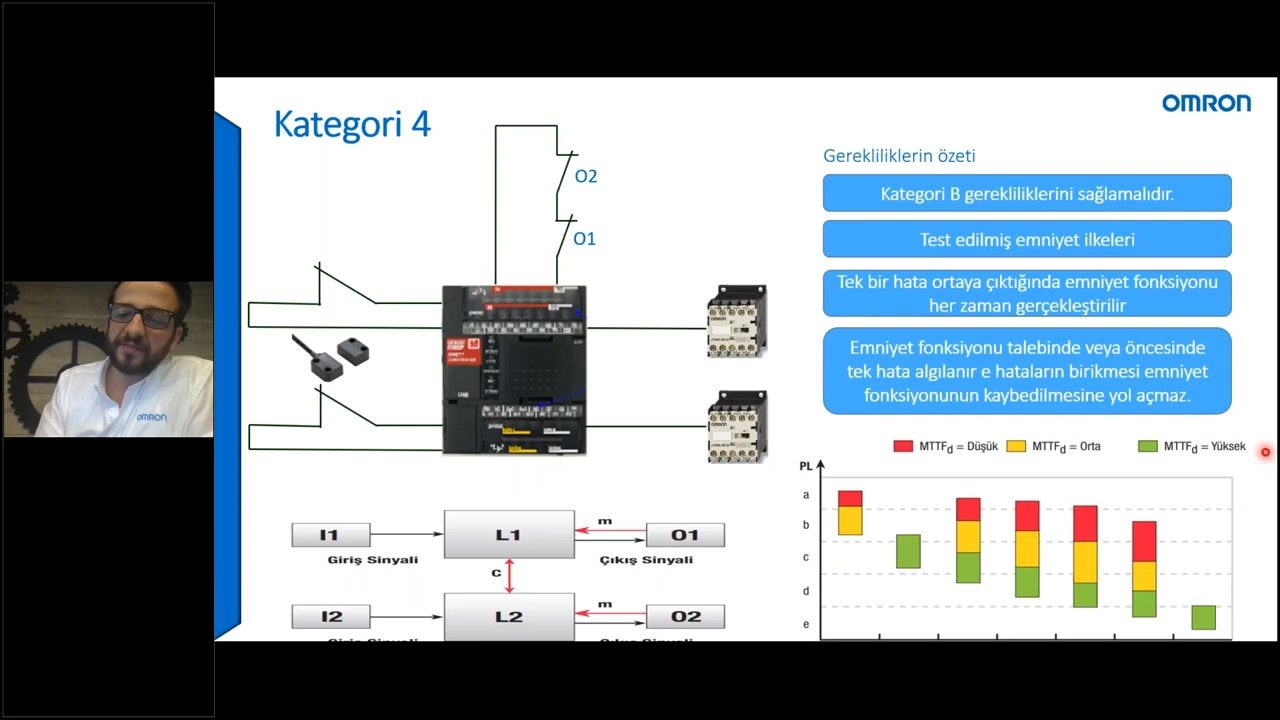 OMRON
Kategori 4
Gerekliliklerin özeti
O2
Kategori B gerekliliklerini sağlamalıdır.
O1
Test edilmiş emniyet ilkeleri
Tek bir hata ortaya çıktığında emniyet fonksiyonu
her zaman gerçekleştirilir
Emniyet fonksiyonu talebinde veya öncesinde
tek hata algılanır e hataların birikmesi emniyet
fonksiyonunun kaybedilmesine yol açmaz.
OMRON
MTTFd = Düşük
MTTFd = Orta
MTTFd = Yüksek
PL
a
b
c
d
e
I1
L1
m
O1
Giriş Sinyali
Çıkış Sinyali
c
I2
L2
m
O2